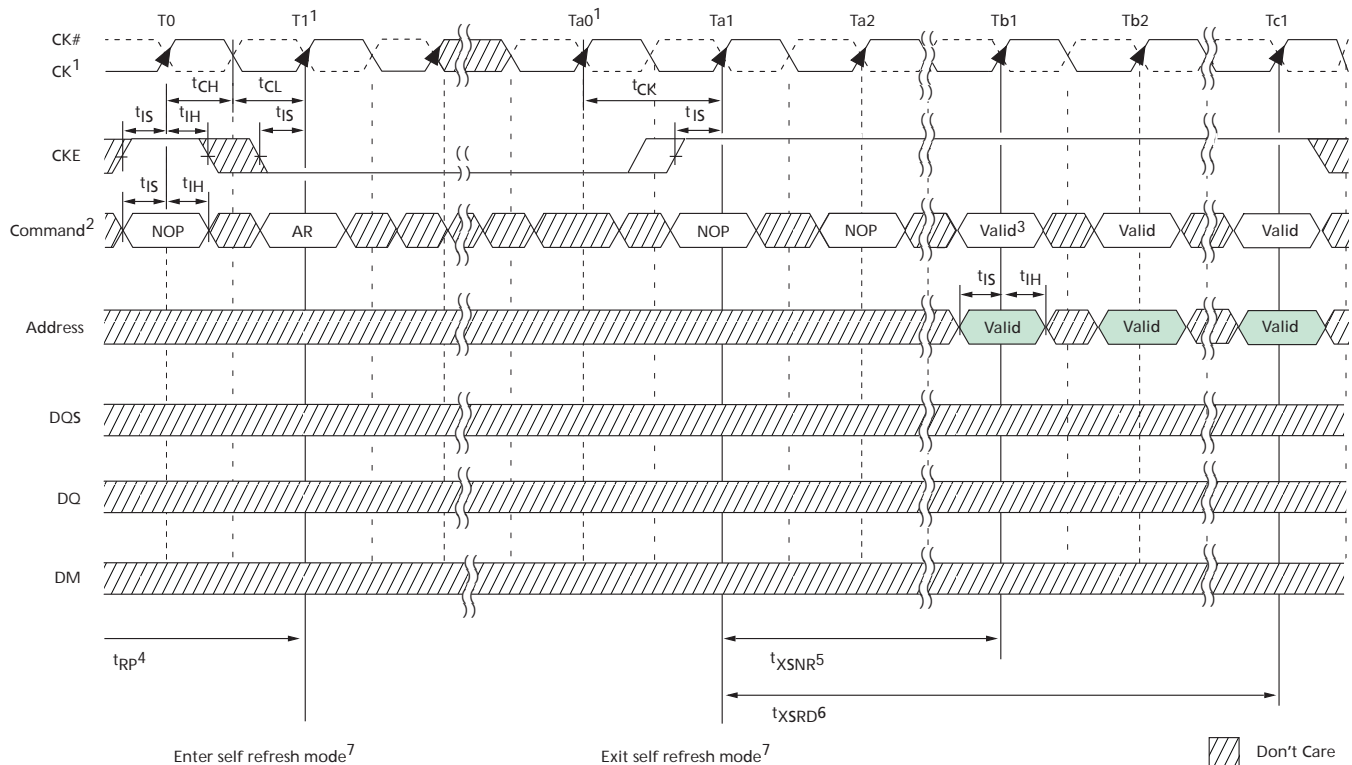 T0 T1¹ Ta0¹ Ta1 Ta2 Tb1 Tb2 Tc1
CK#
CK¹
tCH tCL tCK
tIS tIH tIS tIS
CKE
tIS tIH
Command² NOP AR NOP NOP Valid³ Valid Valid
tIS tIH
Address Valid Valid Valid
DQS
DQ
DM
tRP⁴ tXSNR⁵
tXSRD⁶
Enter self refresh mode⁷ Exit self refresh mode⁷ Don't Care